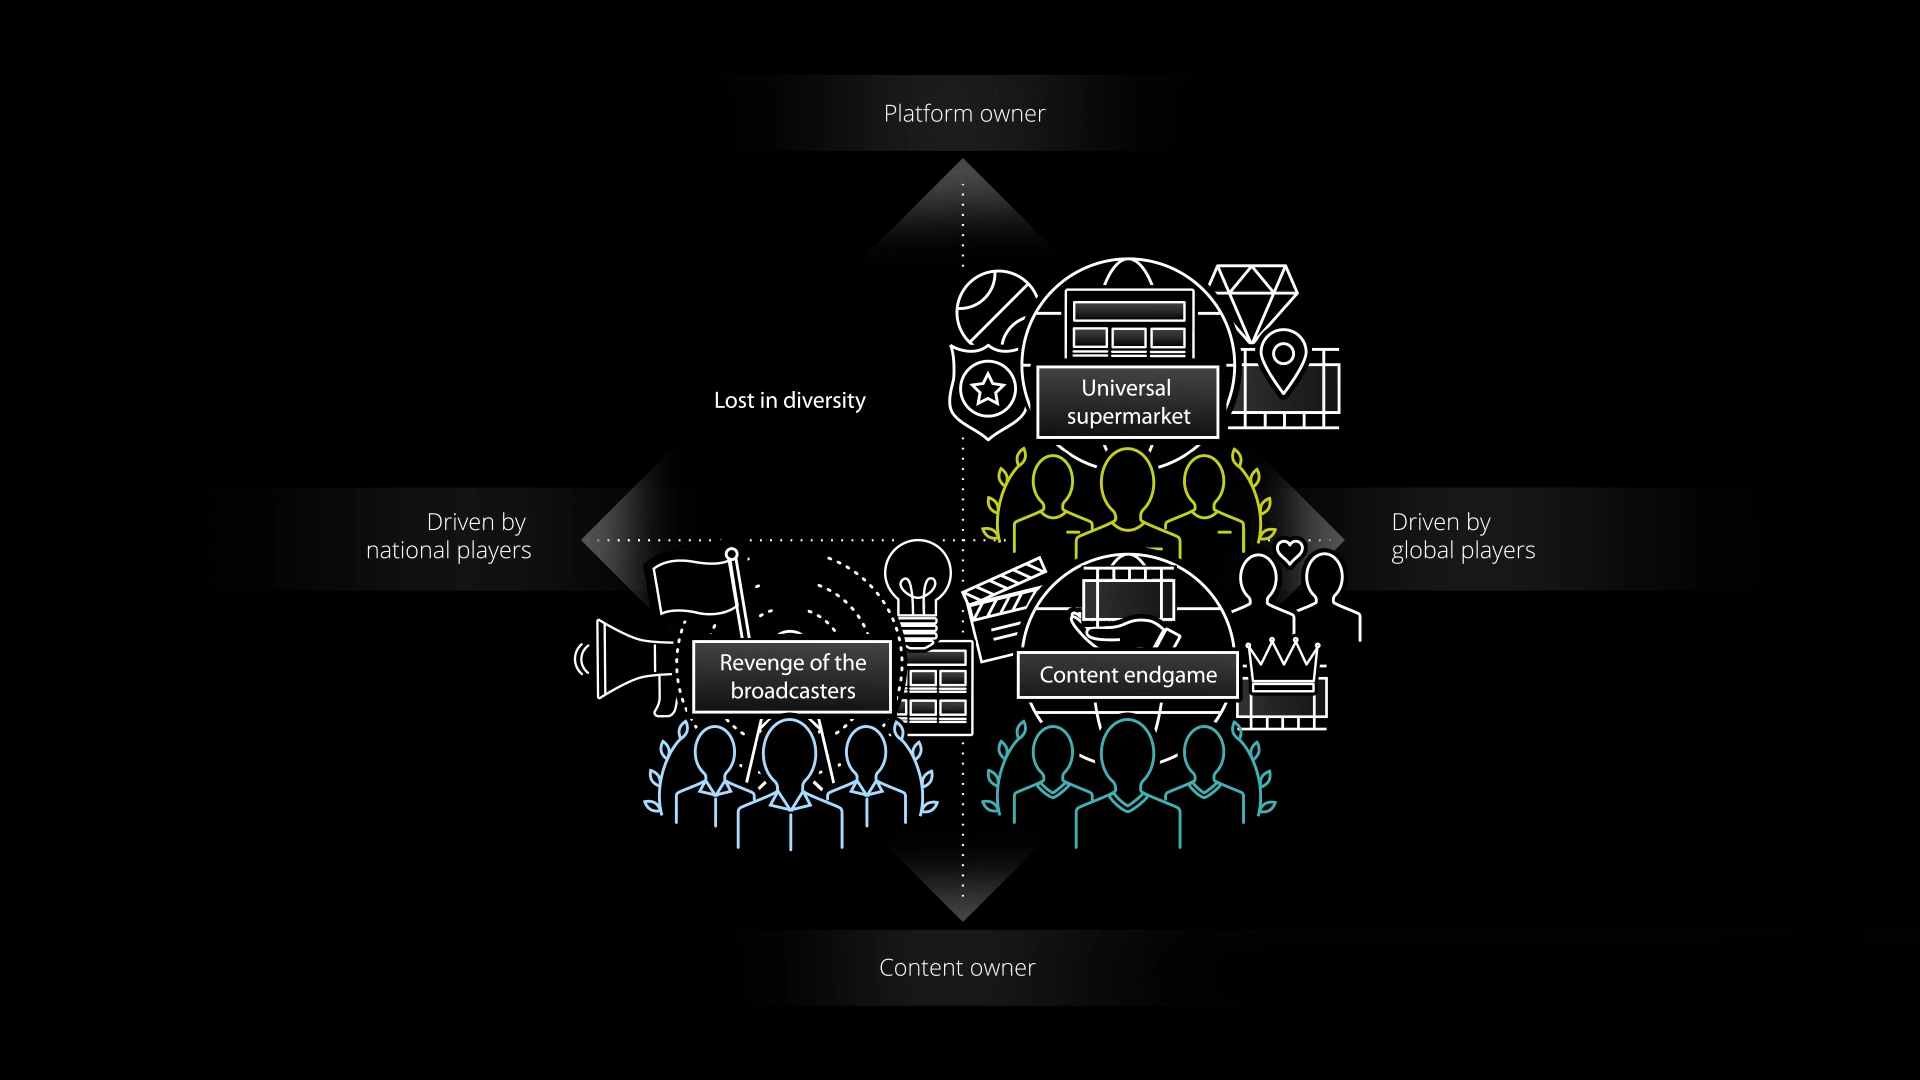 Platform owner
Universal
supermarket
Lost in diversity
Driven by
national players
Driven by
global players
Revenge of the
broadcasters
Content endgame
Content owner